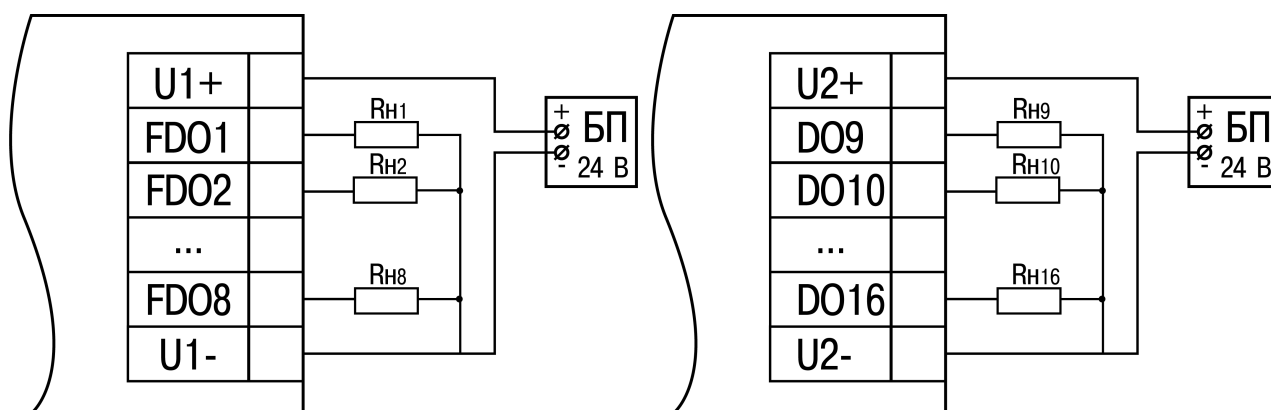 U1+
FDO1
FDO2
...
FDO8
U1-
Rн1
Rн2
Rн8
+
БП
-
24 В
U2+
DO9
DO10
...
DO16
U2-
Rн9
Rн10
Rн16
+
БП
-
24 В